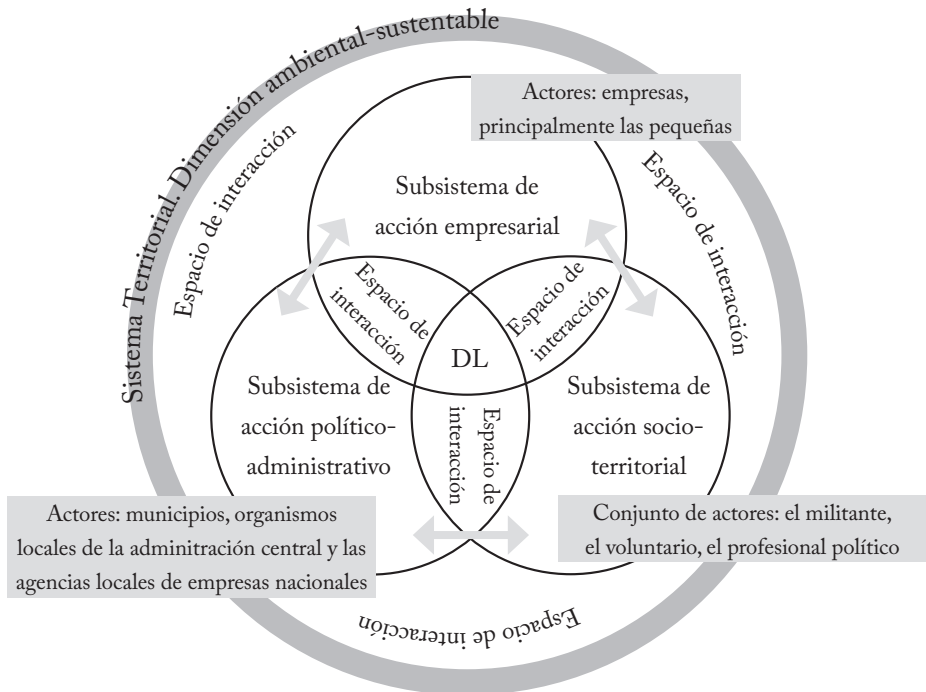 Sistema Territorial. Dimensión ambiental-sustentable
Actores: empresas,
principalmente las pequeñas
Espacio de interacción
Espacio de interacción
Subsistema de
acción empresarial
Espacio de
interacción
Espacio de
interacción
DL
Subsistema de
acción político-
administrativo
Espacio de
interacción
Subsistema de
acción socio-
territorial
Actores: municipios, organismos
locales de la adminitración central y las
agencias locales de empresas nacionales
Conjunto de actores: el militante,
el voluntario, el profesional político
Espacio de interacción